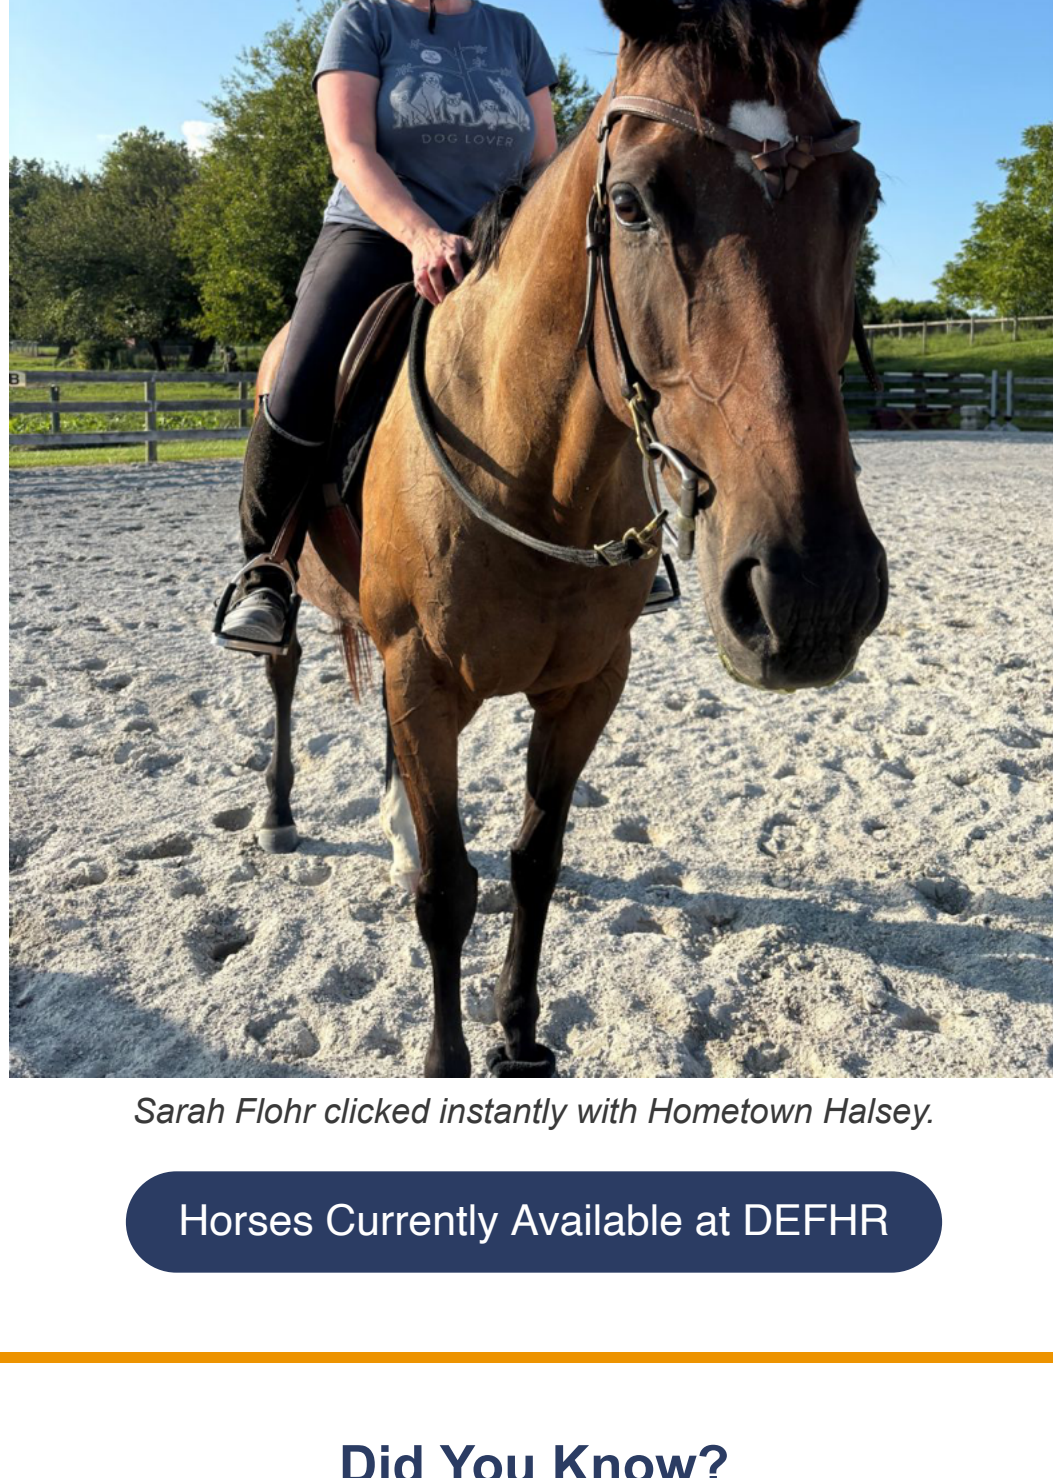 DOG LOVER
B
Sarah Flohr clicked instantly with Hometown Halsey.
Horses Currently Available at DEFHR
Did You Know?